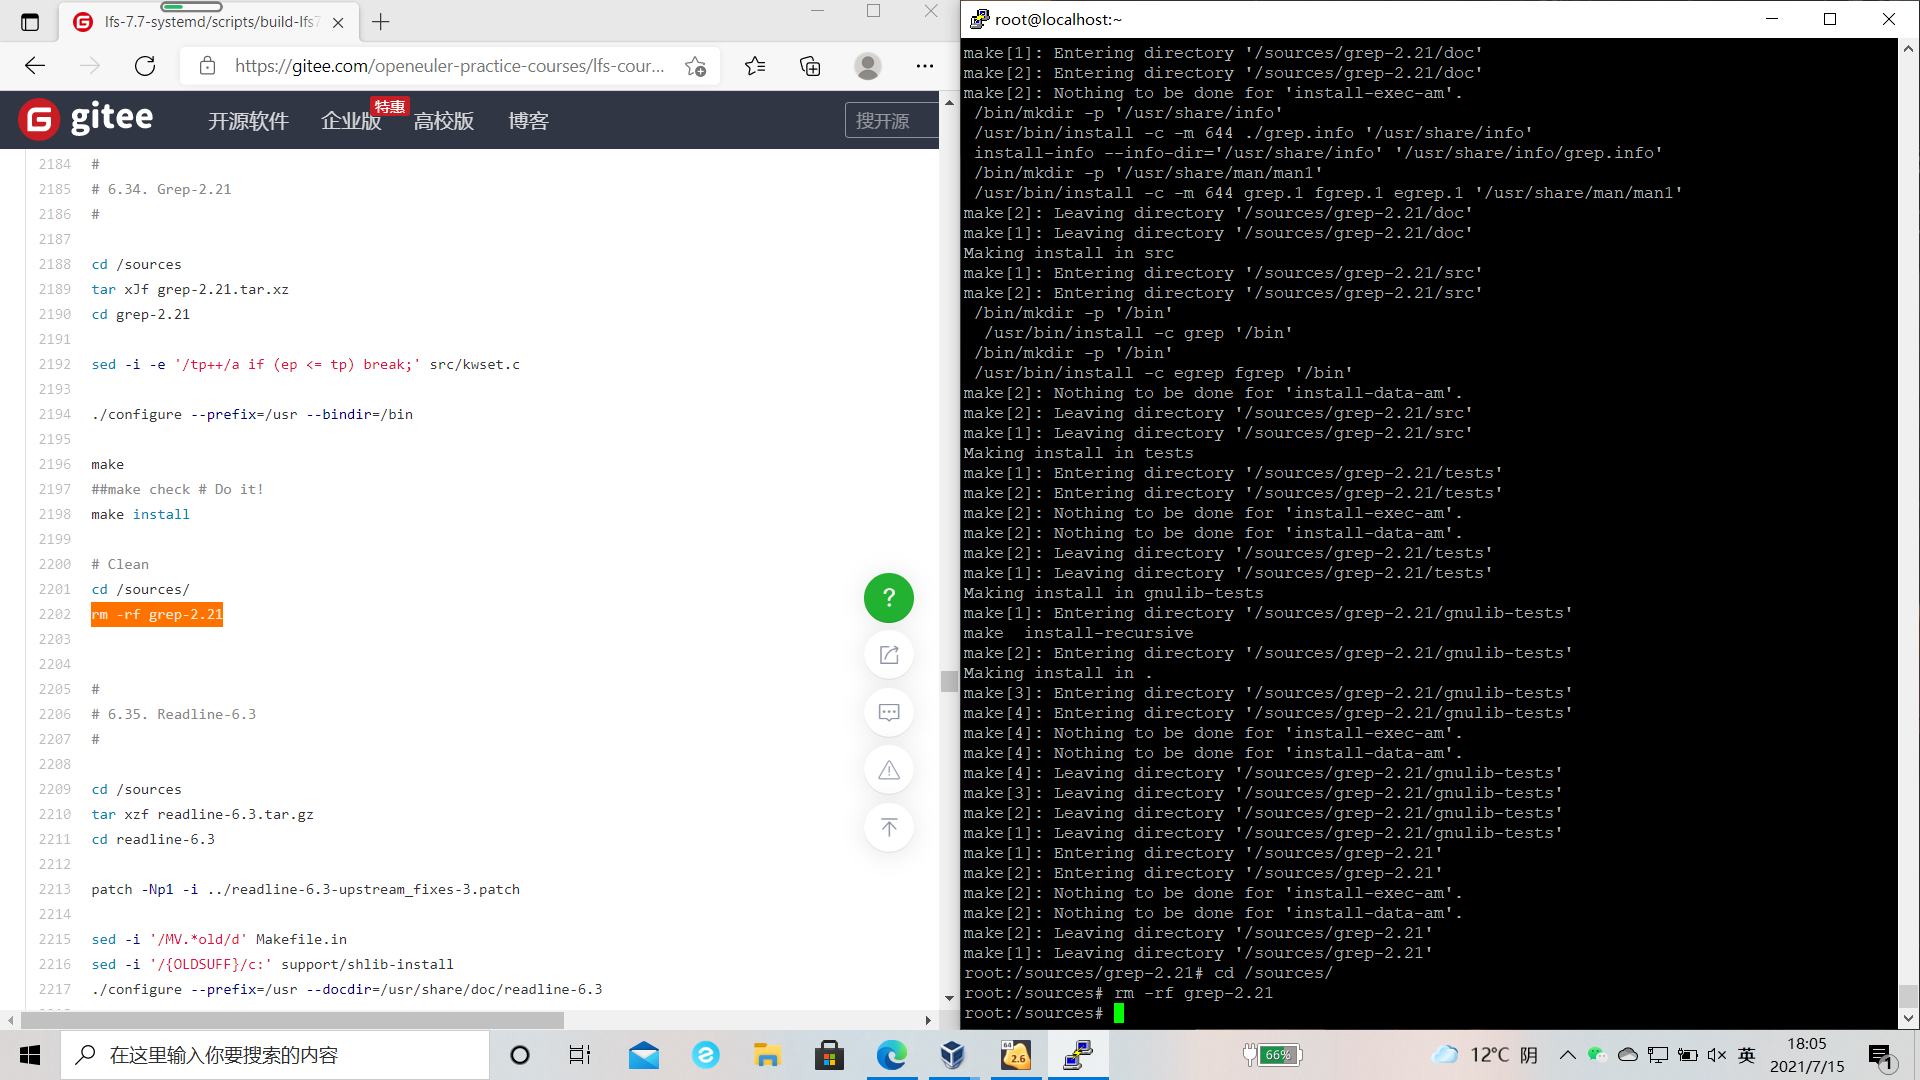 lfs-7.7-systemd/scripts/build-lfs7
https://gitee.com/openeuler-practice-courses/lfs-cour...
gitee
开源软件
企业版
特惠
高校版
博客
搜开源
2184 #
2185 # 6.34. Grep-2.21
2186 #
2187
2188 cd /sources
2189 tar xJf grep-2.21.tar.xz
2190 cd grep-2.21
2191
2192 sed -i -e '/tp++/a if (ep <= tp) break;' src/kwset.c
2193
2194 ./configure --prefix=/usr --bindir=/bin
2195
2196 make
2197 ##make check # Do it!
2198 make install
2199
2200 # Clean
2201 cd /sources/
2202 rm -rf grep-2.21
2203
2204
2205 #
2206 # 6.35. Readline-6.3
2207 #
2208
2209 cd /sources
2210 tar xzf readline-6.3.tar.gz
2211 cd readline-6.3
2212
2213 patch -Np1 -i ../readline-6.3-upstream_fixes-3.patch
2214
2215 sed -i '/MV.*old/d' Makefile.in
2216 sed -i '/{OLDSUFF}/c:' support/shlib-install
2217 ./configure --prefix=/usr --docdir=/usr/share/doc/readline-6.3
?
root@localhost:~
make[1]: Entering directory '/sources/grep-2.21/doc'
make[2]: Entering directory '/sources/grep-2.21/doc'
make[2]: Nothing to be done for 'install-exec-am'.
/bin/mkdir -p '/usr/share/info'
/usr/bin/install -c -m 644 ./grep.info '/usr/share/info'
install-info --info-dir='/usr/share/info' '/usr/share/info/grep.info'
/bin/mkdir -p '/usr/share/man/man1'
/usr/bin/install -c -m 644 grep.1 fgrep.1 egrep.1 '/usr/share/man/man1'
make[2]: Leaving directory '/sources/grep-2.21/doc'
make[1]: Leaving directory '/sources/grep-2.21/doc'
Making install in src
make[1]: Entering directory '/sources/grep-2.21/src'
make[2]: Entering directory '/sources/grep-2.21/src'
/bin/mkdir -p '/bin'
/usr/bin/install -c grep '/bin'
/bin/mkdir -p '/bin'
/usr/bin/install -c egrep fgrep '/bin'
make[2]: Nothing to be done for 'install-data-am'.
make[2]: Leaving directory '/sources/grep-2.21/src'
make[1]: Leaving directory '/sources/grep-2.21/src'
Making install in tests
make[1]: Entering directory '/sources/grep-2.21/tests'
make[2]: Entering directory '/sources/grep-2.21/tests'
make[2]: Nothing to be done for 'install-exec-am'.
make[2]: Nothing to be done for 'install-data-am'.
make[2]: Leaving directory '/sources/grep-2.21/tests'
make[1]: Leaving directory '/sources/grep-2.21/tests'
Making install in gnulib-tests
make[1]: Entering directory '/sources/grep-2.21/gnulib-tests'
make  install-recursive
make[2]: Entering directory '/sources/grep-2.21/gnulib-tests'
Making install in .
make[3]: Entering directory '/sources/grep-2.21/gnulib-tests'
make[4]: Entering directory '/sources/grep-2.21/gnulib-tests'
make[4]: Nothing to be done for 'install-exec-am'.
make[4]: Nothing to be done for 'install-data-am'.
make[4]: Leaving directory '/sources/grep-2.21/gnulib-tests'
make[3]: Leaving directory '/sources/grep-2.21/gnulib-tests'
make[2]: Leaving directory '/sources/grep-2.21/gnulib-tests'
make[1]: Leaving directory '/sources/grep-2.21/gnulib-tests'
make[1]: Entering directory '/sources/grep-2.21'
make[2]: Entering directory '/sources/grep-2.21'
make[2]: Nothing to be done for 'install-exec-am'.
make[2]: Nothing to be done for 'install-data-am'.
make[2]: Leaving directory '/sources/grep-2.21'
make[1]: Leaving directory '/sources/grep-2.21'
root:/sources/grep-2.21# cd /sources/
root:/sources# rm -rf grep-2.21
root:/sources#
在这里输入你要搜索的内容
64
2.6
66%
12°C 阴
英
18:05
2021/7/15
1